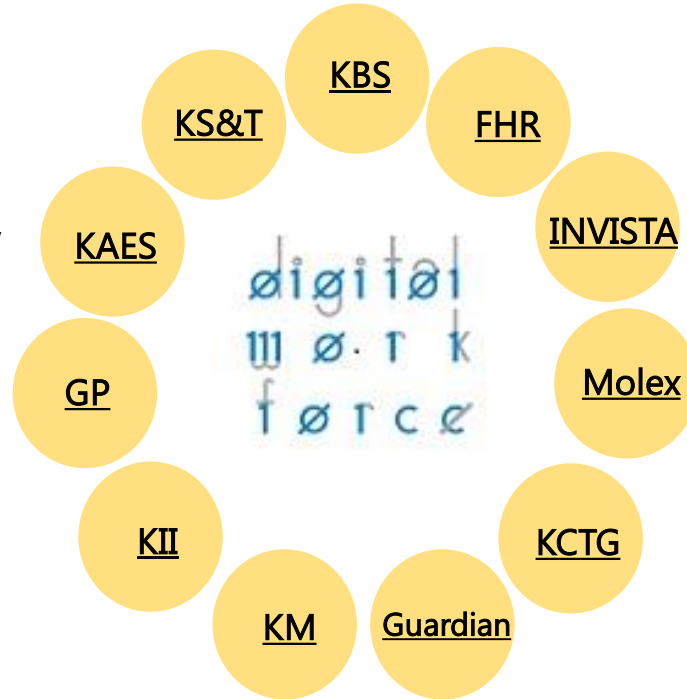 KBS
KS&T
FHR
INVISTA
KAES
digital
work
force
Molex
GP
KCTG
KII
Guardian
KM